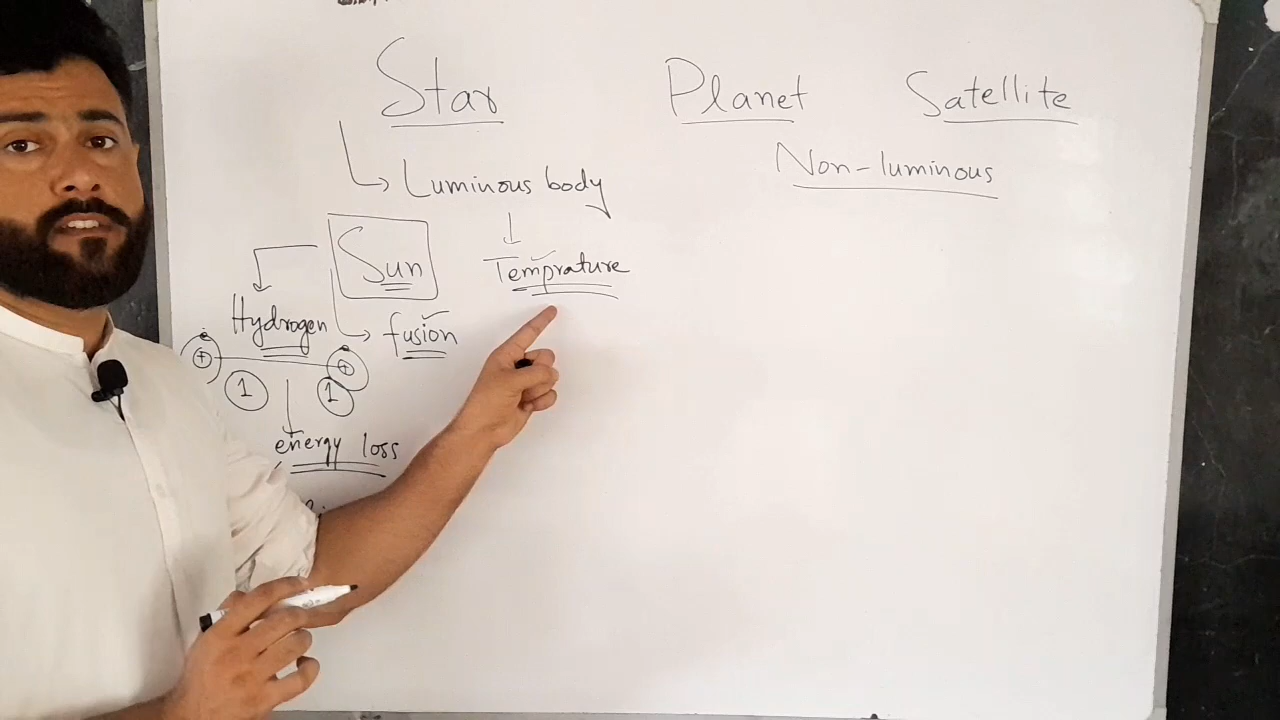 Star Planet Satellite
Luminous body Non-luminous
Sun Temprature
Hydrogen fusion
+ +
1 1
energy loss